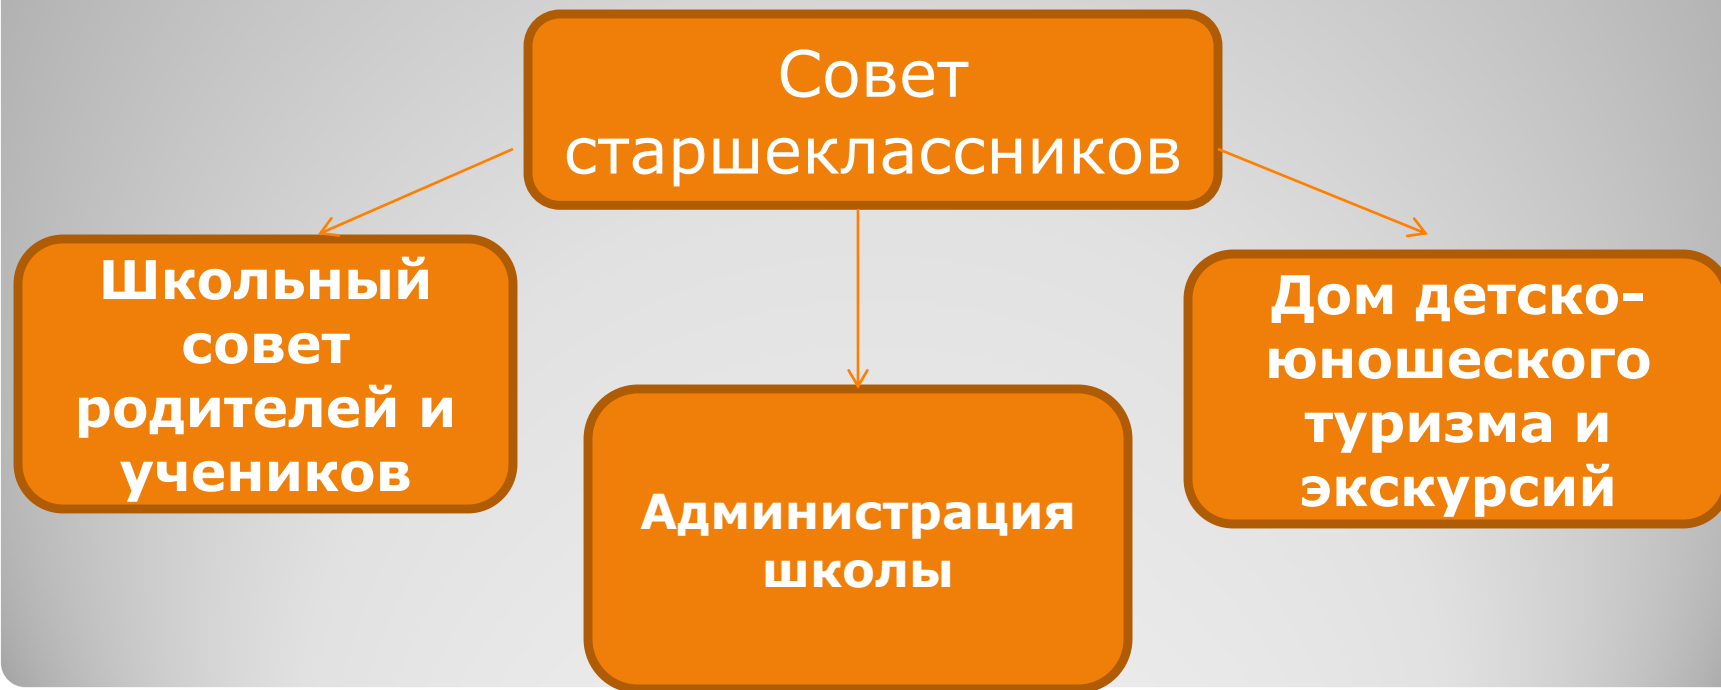 Совет
старшеклассников
Школьный
совет
родителей и
учеников
Администрация
школы
Дом детско-
юношеского
туризма и
экскурсий